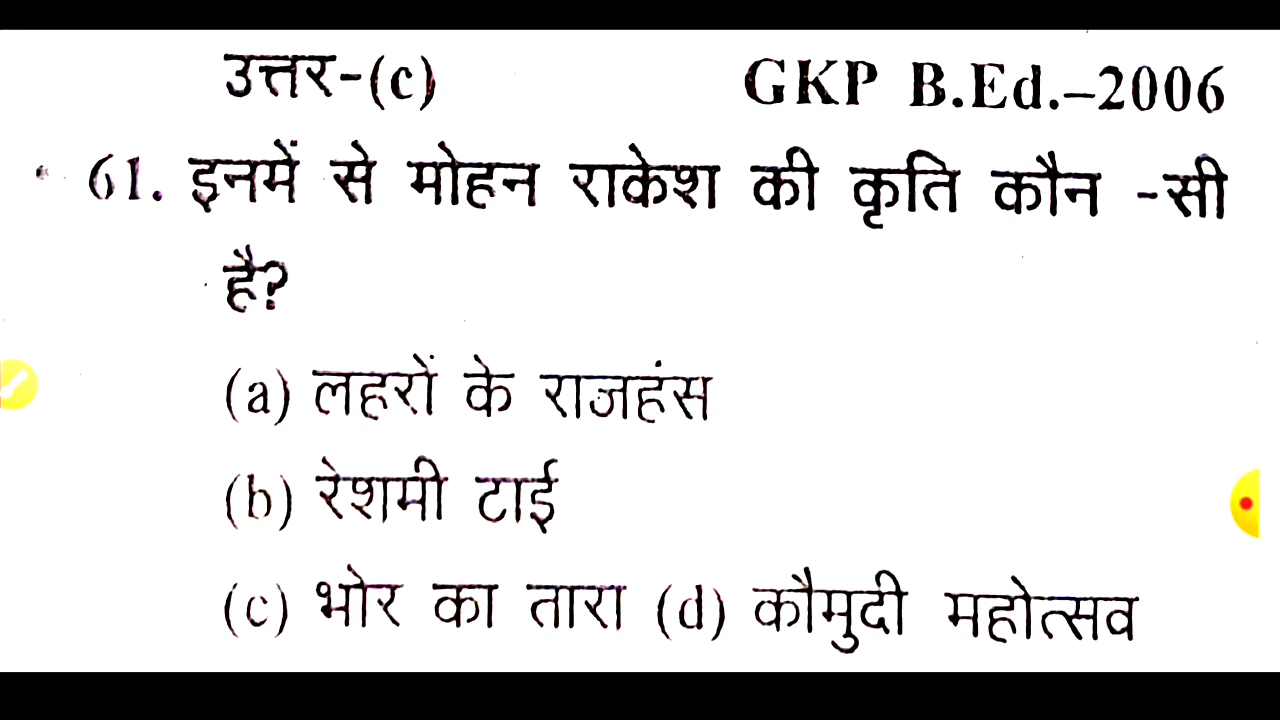 उत्तर-(c) GKP B.Ed.–2006
61. इनमें से मोहन राकेश की कृति कौन -सी
है?
(a) लहरों के राजहंस
(b) रेशमी टाई
(c) भोर का तारा (d) कौमुदी महोत्सव